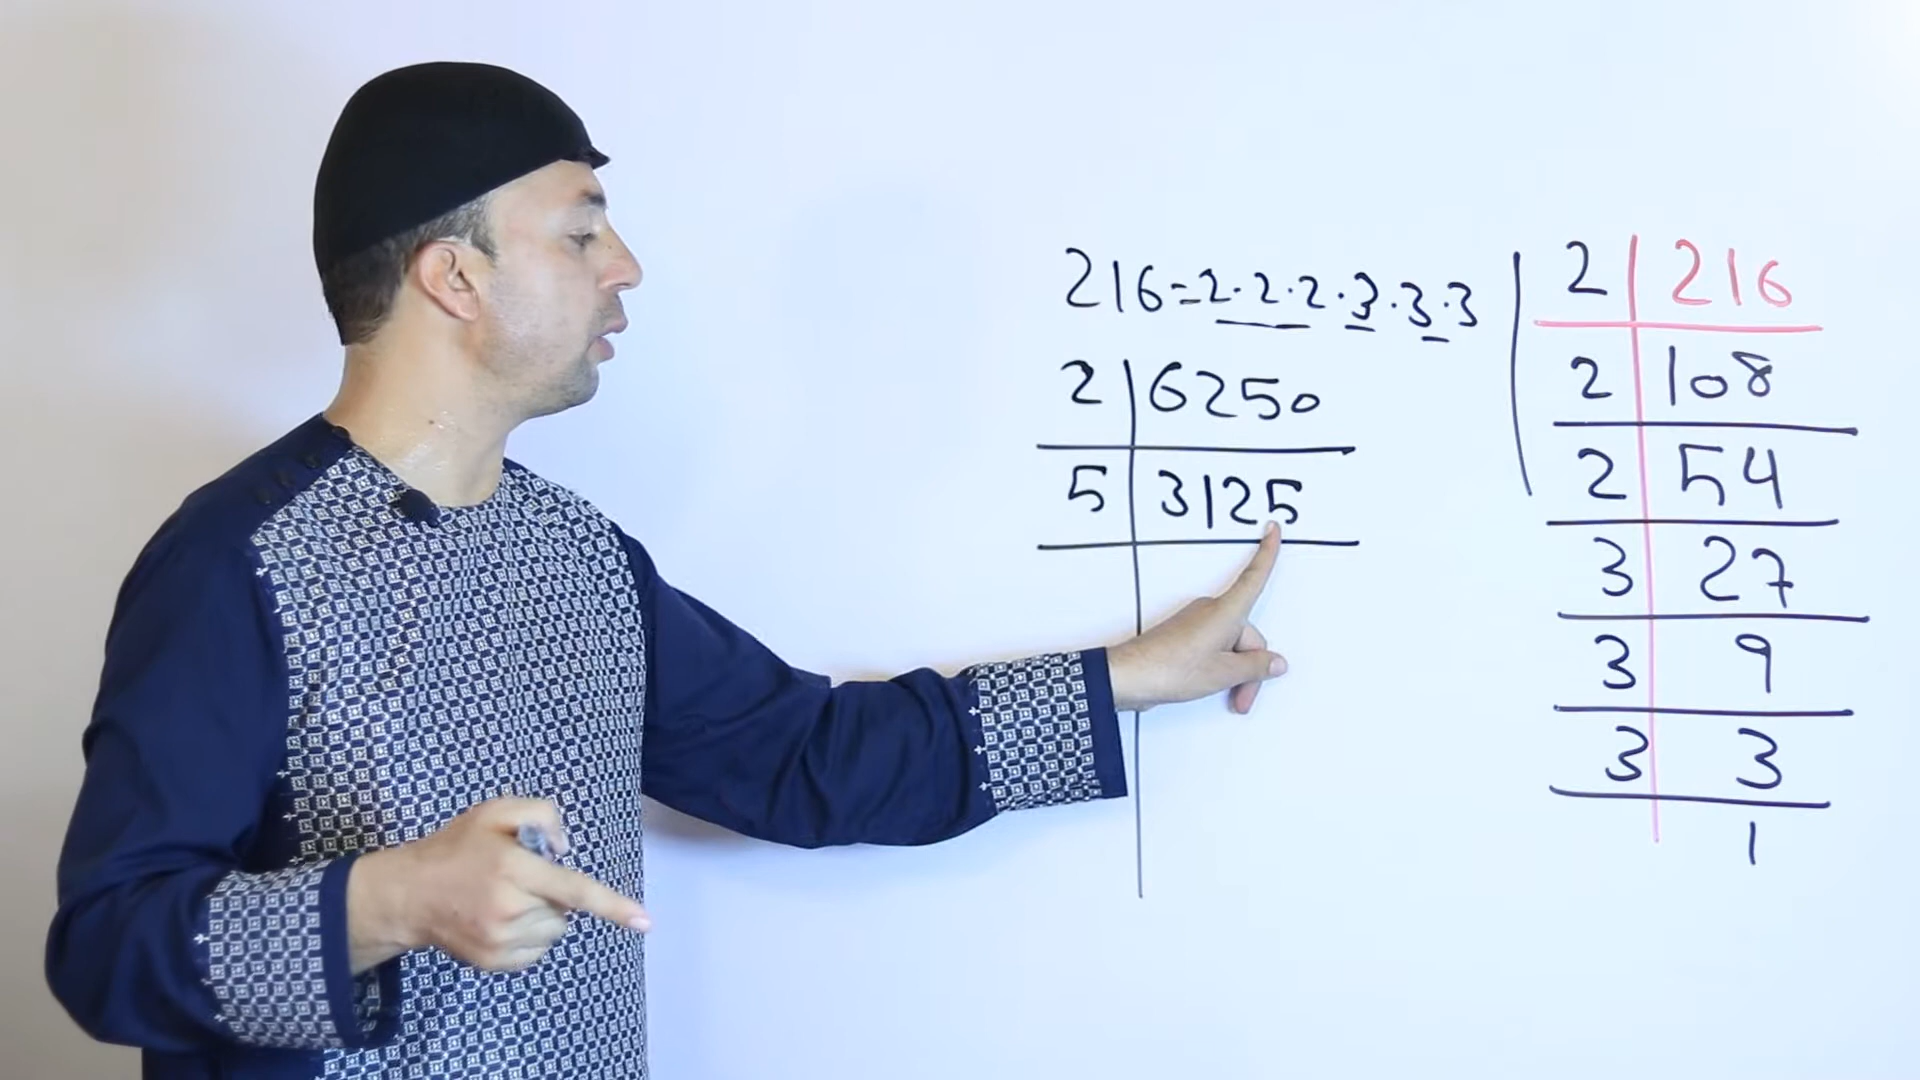 216=2·2·2·3·3·3
2 | 6250
5 | 3125
2 | 216
2 | 108
2 | 54
3 | 27
3 | 9
3 | 3
1